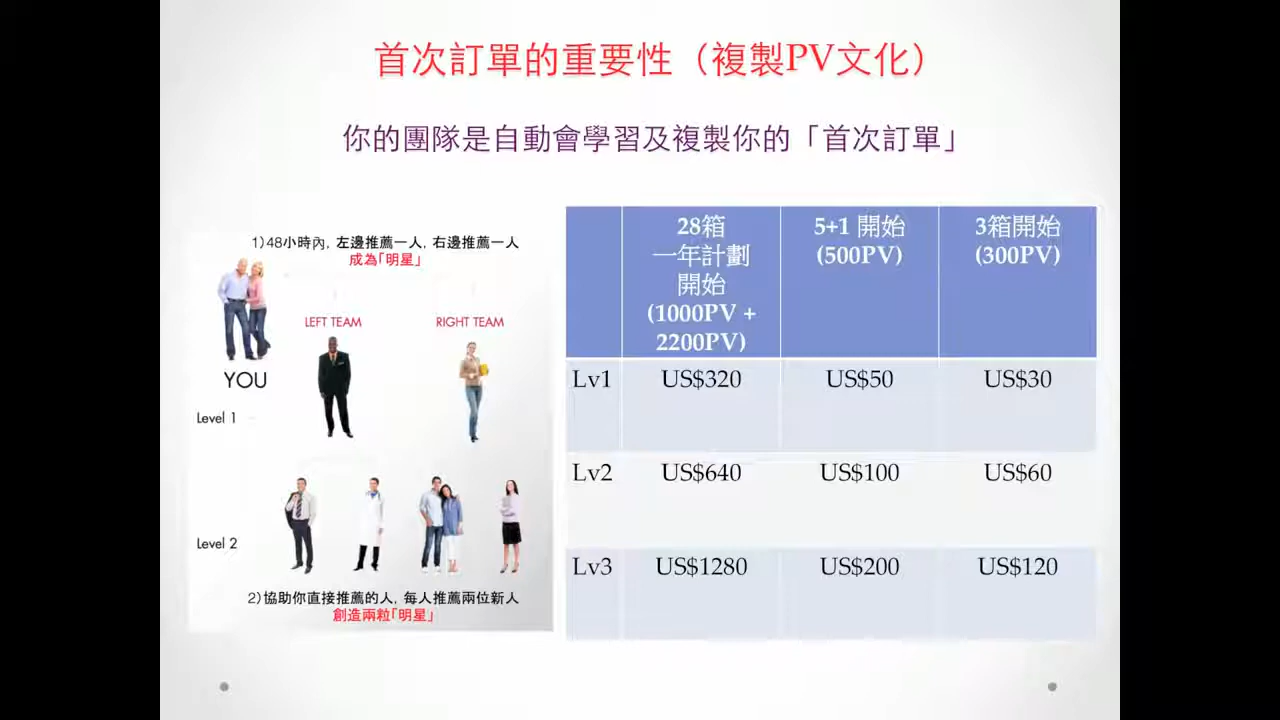 首次訂單的重要性（複製PV文化）
你的團隊是自動會學習及複製你的「首次訂單」
1)48小時內, 左邊推薦一人, 右邊推薦一人
成為「明星」
LEFT TEAM
RIGHT TEAM
YOU
Level 1
Level 2
2)協助你直接推薦的人, 每人推薦兩位新人
創造兩粒「明星」
28箱
一年計劃
開始
(1000PV +
2200PV)
5+1 開始
(500PV)
3箱開始
(300PV)
Lv1 US$320 US$50 US$30
Lv2 US$640 US$100 US$60
Lv3 US$1280 US$200 US$120